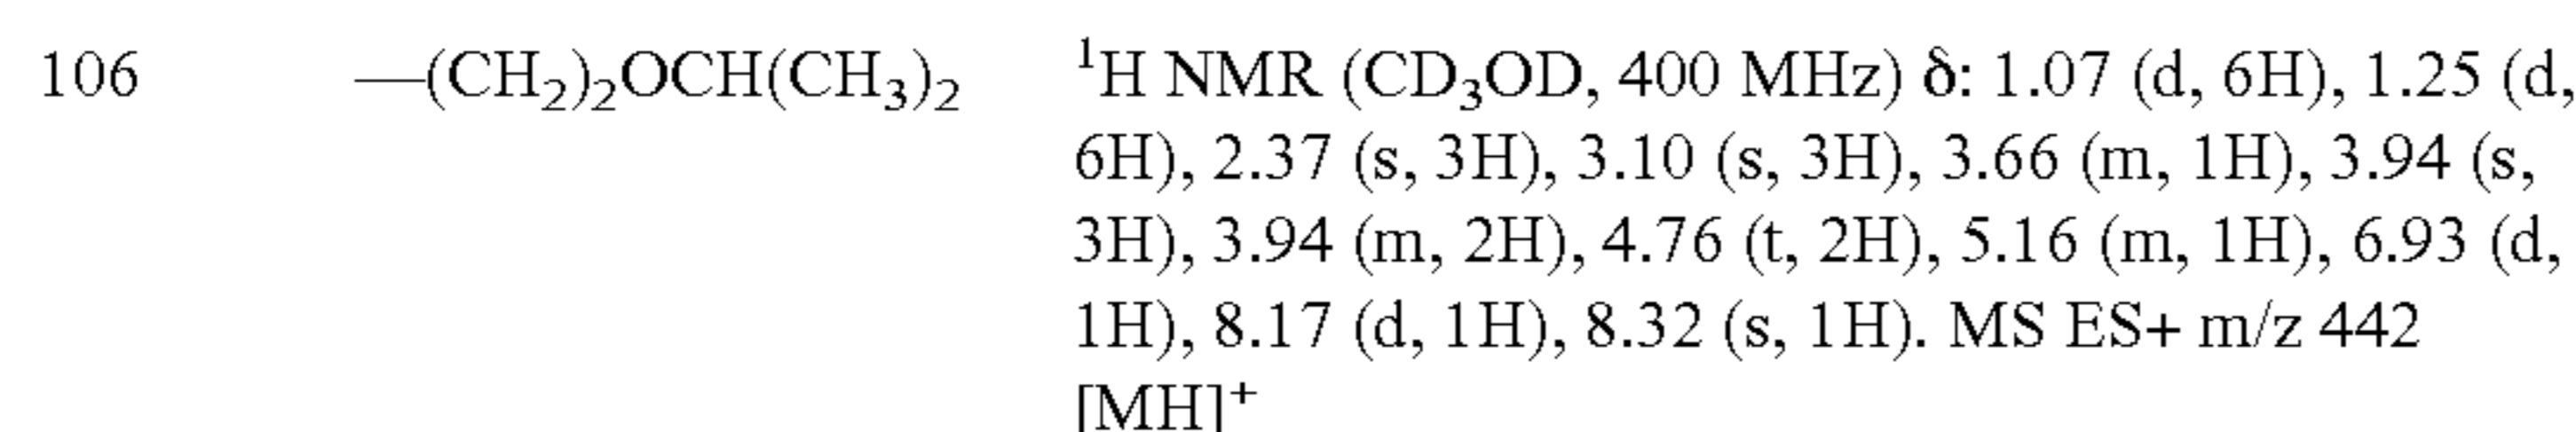 106 —(CH₂)₂OCH(CH₃)₂ ¹H NMR (CD₃OD, 400 MHz) δ: 1.07 (d,
6H), 1.25 (d,
6H), 2.37 (s, 3H), 3.10 (s, 3H), 3.66 (m, 1H), 3.94 (s,
3H), 3.94 (m, 2H), 4.76 (t, 2H), 5.16 (m, 1H), 6.93 (d,
1H), 8.17 (d, 1H), 8.32 (s, 1H). MS ES+ m/z 442
[MH]⁺